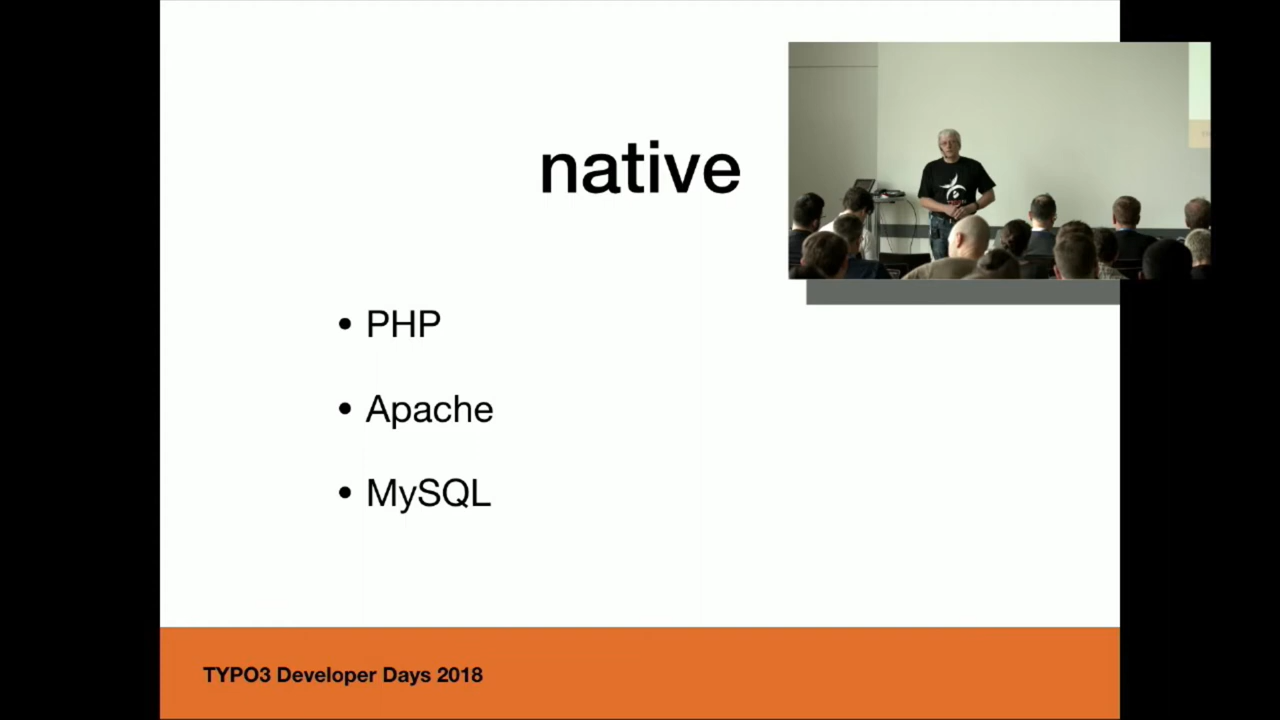 native
• PHP
• Apache
• MySQL
TYPO3 Developer Days 2018